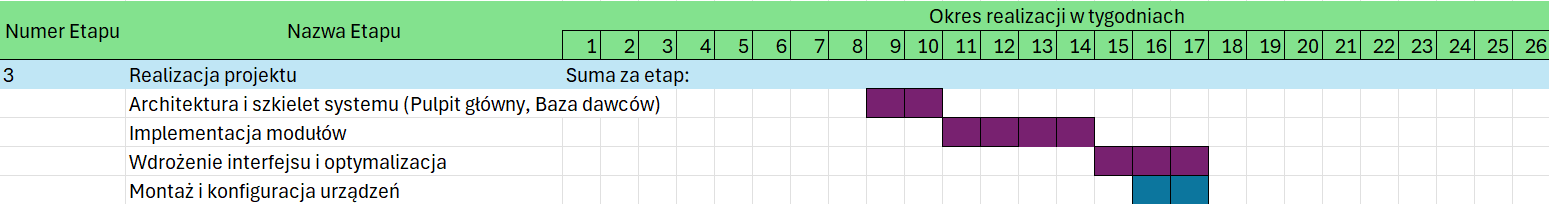 Okres realizacji w tygodniach
Numer Etapu Nazwa Etapu
1 2 3 4 5 6 7 8 9 10 11 12 13 14 15 16 17 18 19 20 21 22 23 24 25 26
3 Realizacja projektu Suma za etap:
Architektura i szkielet systemu (Pulpit główny, Baza dawców)
Implementacja modułów
Wdrożenie interfejsu i optymalizacja
Montaż i konfiguracja urządzeń